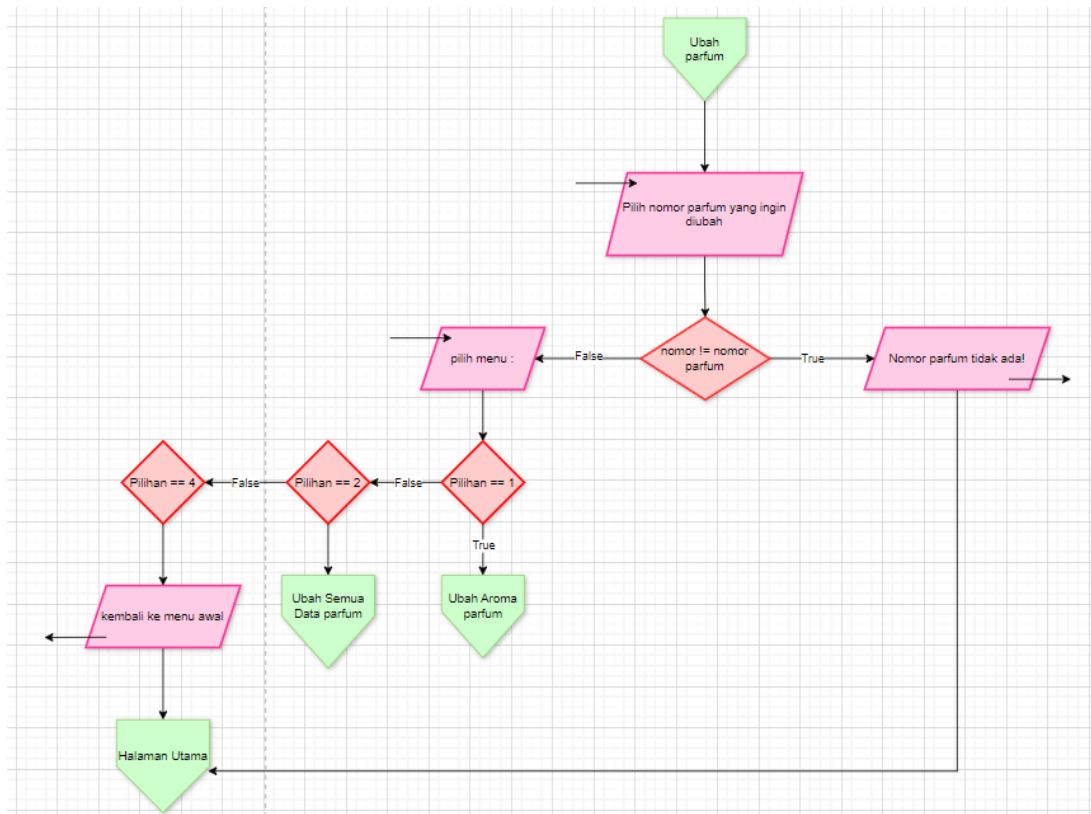 Ubah
parfum
Pilih nomor parfum yang ingin
diubah
nomor != nomor
parfum
False
True
pilih menu :
Nomor parfum tidak ada!
Pilihan == 4
False
Pilihan == 2
False
Pilihan == 1
True
Ubah Semua
Data parfum
Ubah Aroma
parfum
kembali ke menu awal
Halaman Utama